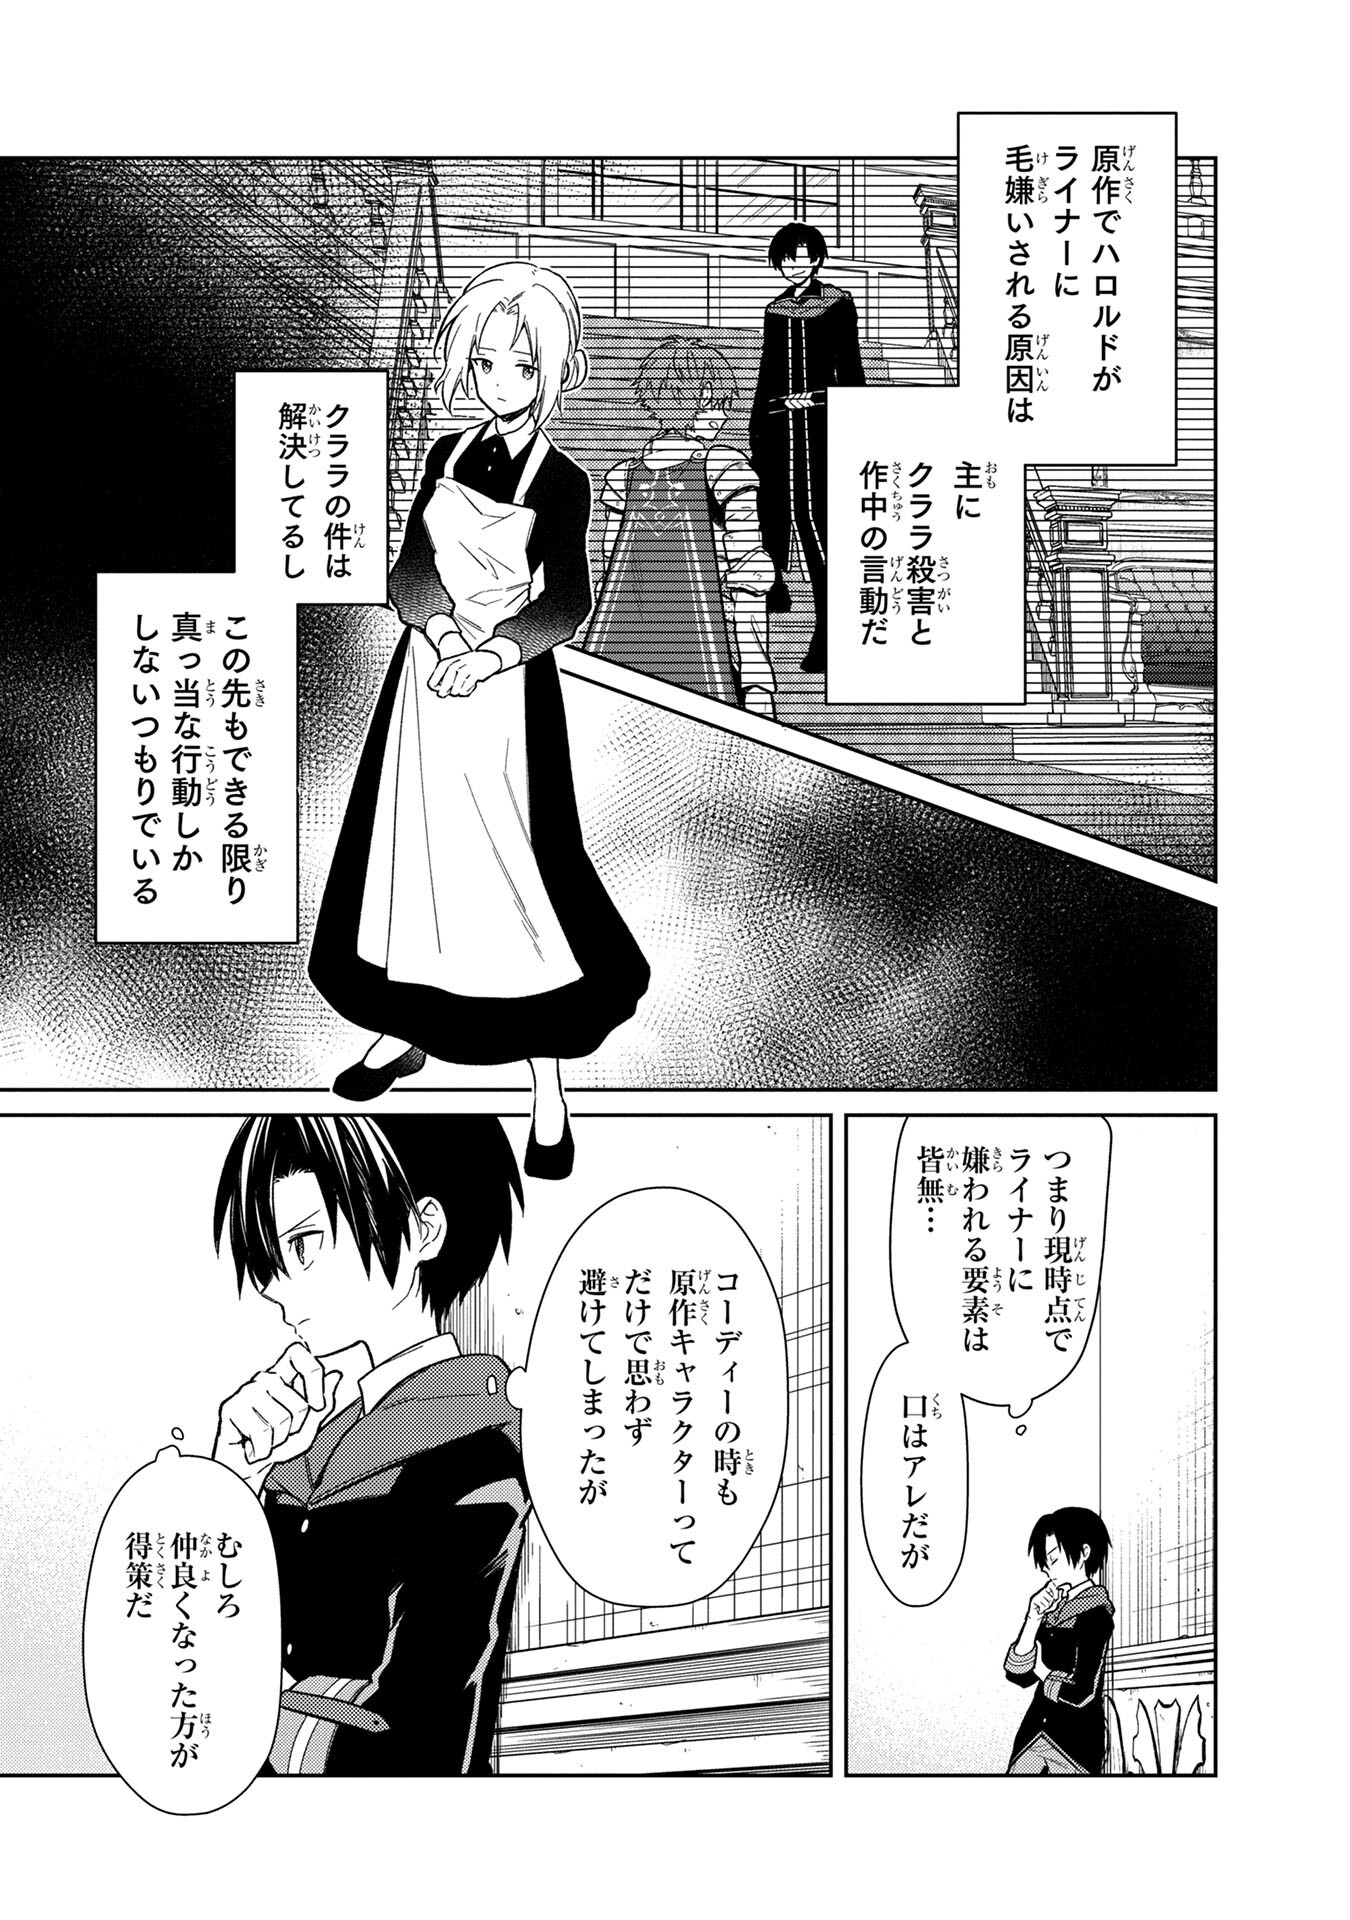 原作でハロルドが
ライナーに
毛嫌いされる原因は
主に
クララ殺害と
作中の言動だ
クララの件は
解決してるし
この先もできる限り
真っ当な行動しか
しないつもりでいる
つまり現時点で
ライナーに
嫌われる要素は
皆無…
口はアレだが
コーディーの時も
原作キャラクターって
だけで思わず
避けてしまったが
むしろ
仲良くなった方が
得策だ